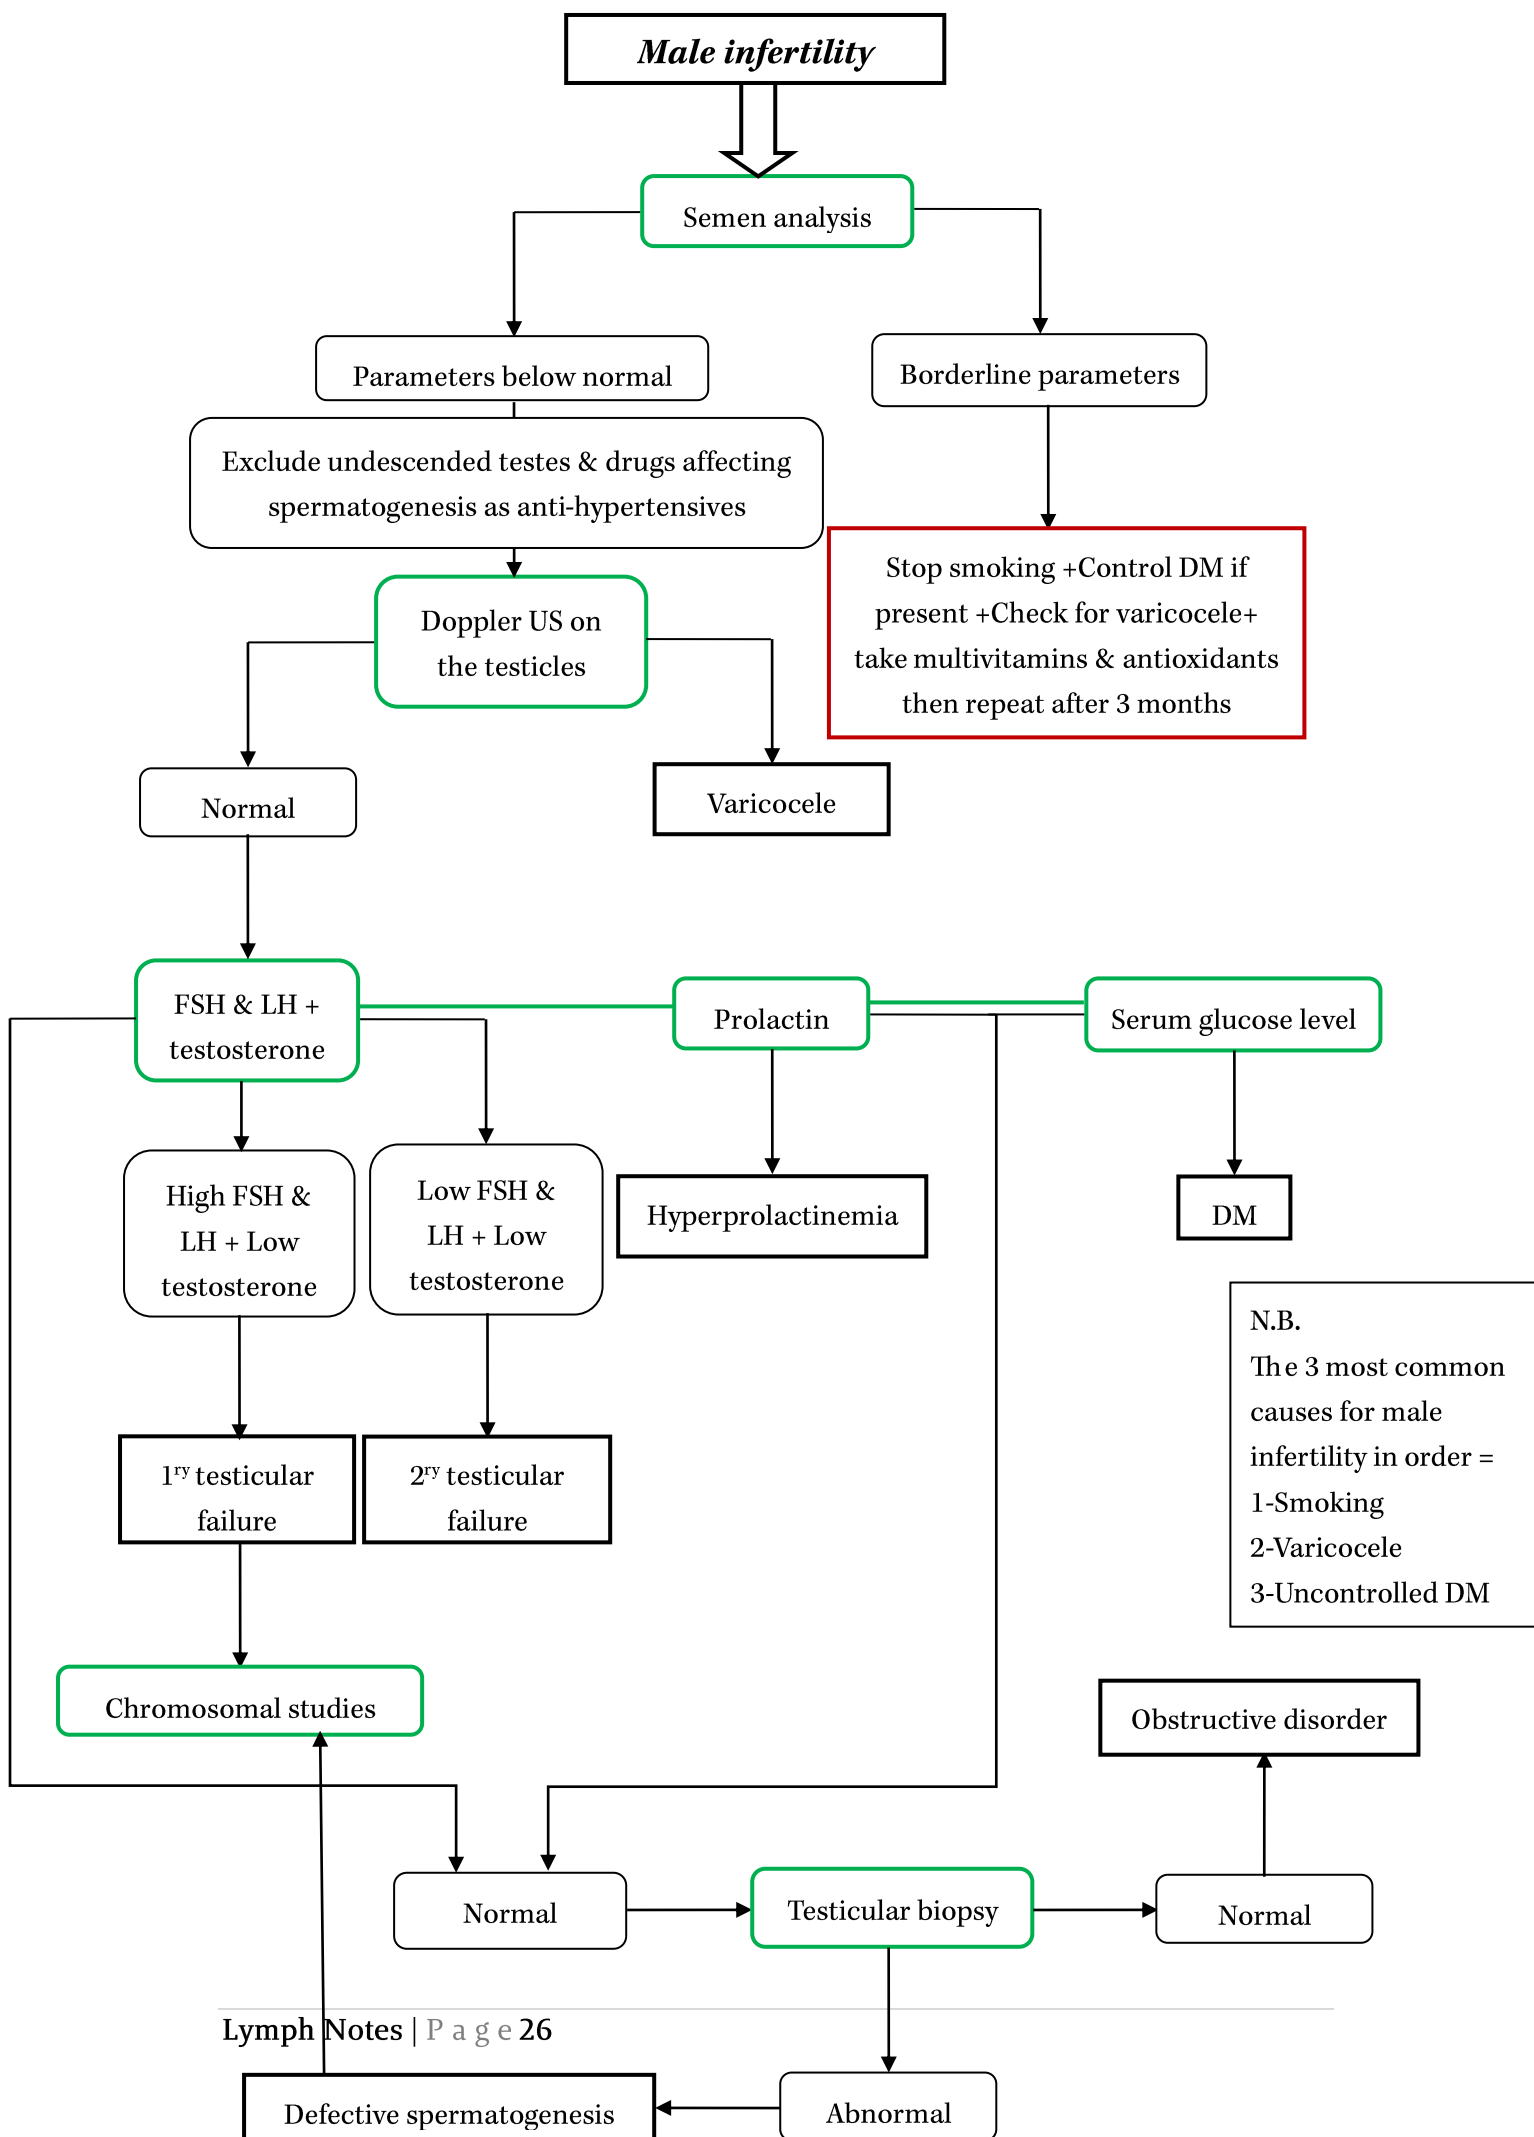 Male infertility
Semen analysis
Parameters below normal
Borderline parameters
Exclude undescended testes & drugs affecting
spermatogenesis as anti-hypertensives
Stop smoking +Control DM if
present +Check for varicocele+
take multivitamins & antioxidants
then repeat after 3 months
Doppler US on
the testicles
Normal
Varicocele
FSH & LH +
testosterone
Prolactin
Serum glucose level
High FSH &
LH + Low
testosterone
Low FSH &
LH + Low
testosterone
Hyperprolactinemia
DM
N.B.
The 3 most common
causes for male
infertility in order =
1-Smoking
2-Varicocele
3-Uncontrolled DM
1ry testicular
failure
2ry testicular
failure
Chromosomal studies
Obstructive disorder
Normal
Testicular biopsy
Normal
Lymph Notes | Page 26
Defective spermatogenesis
Abnormal